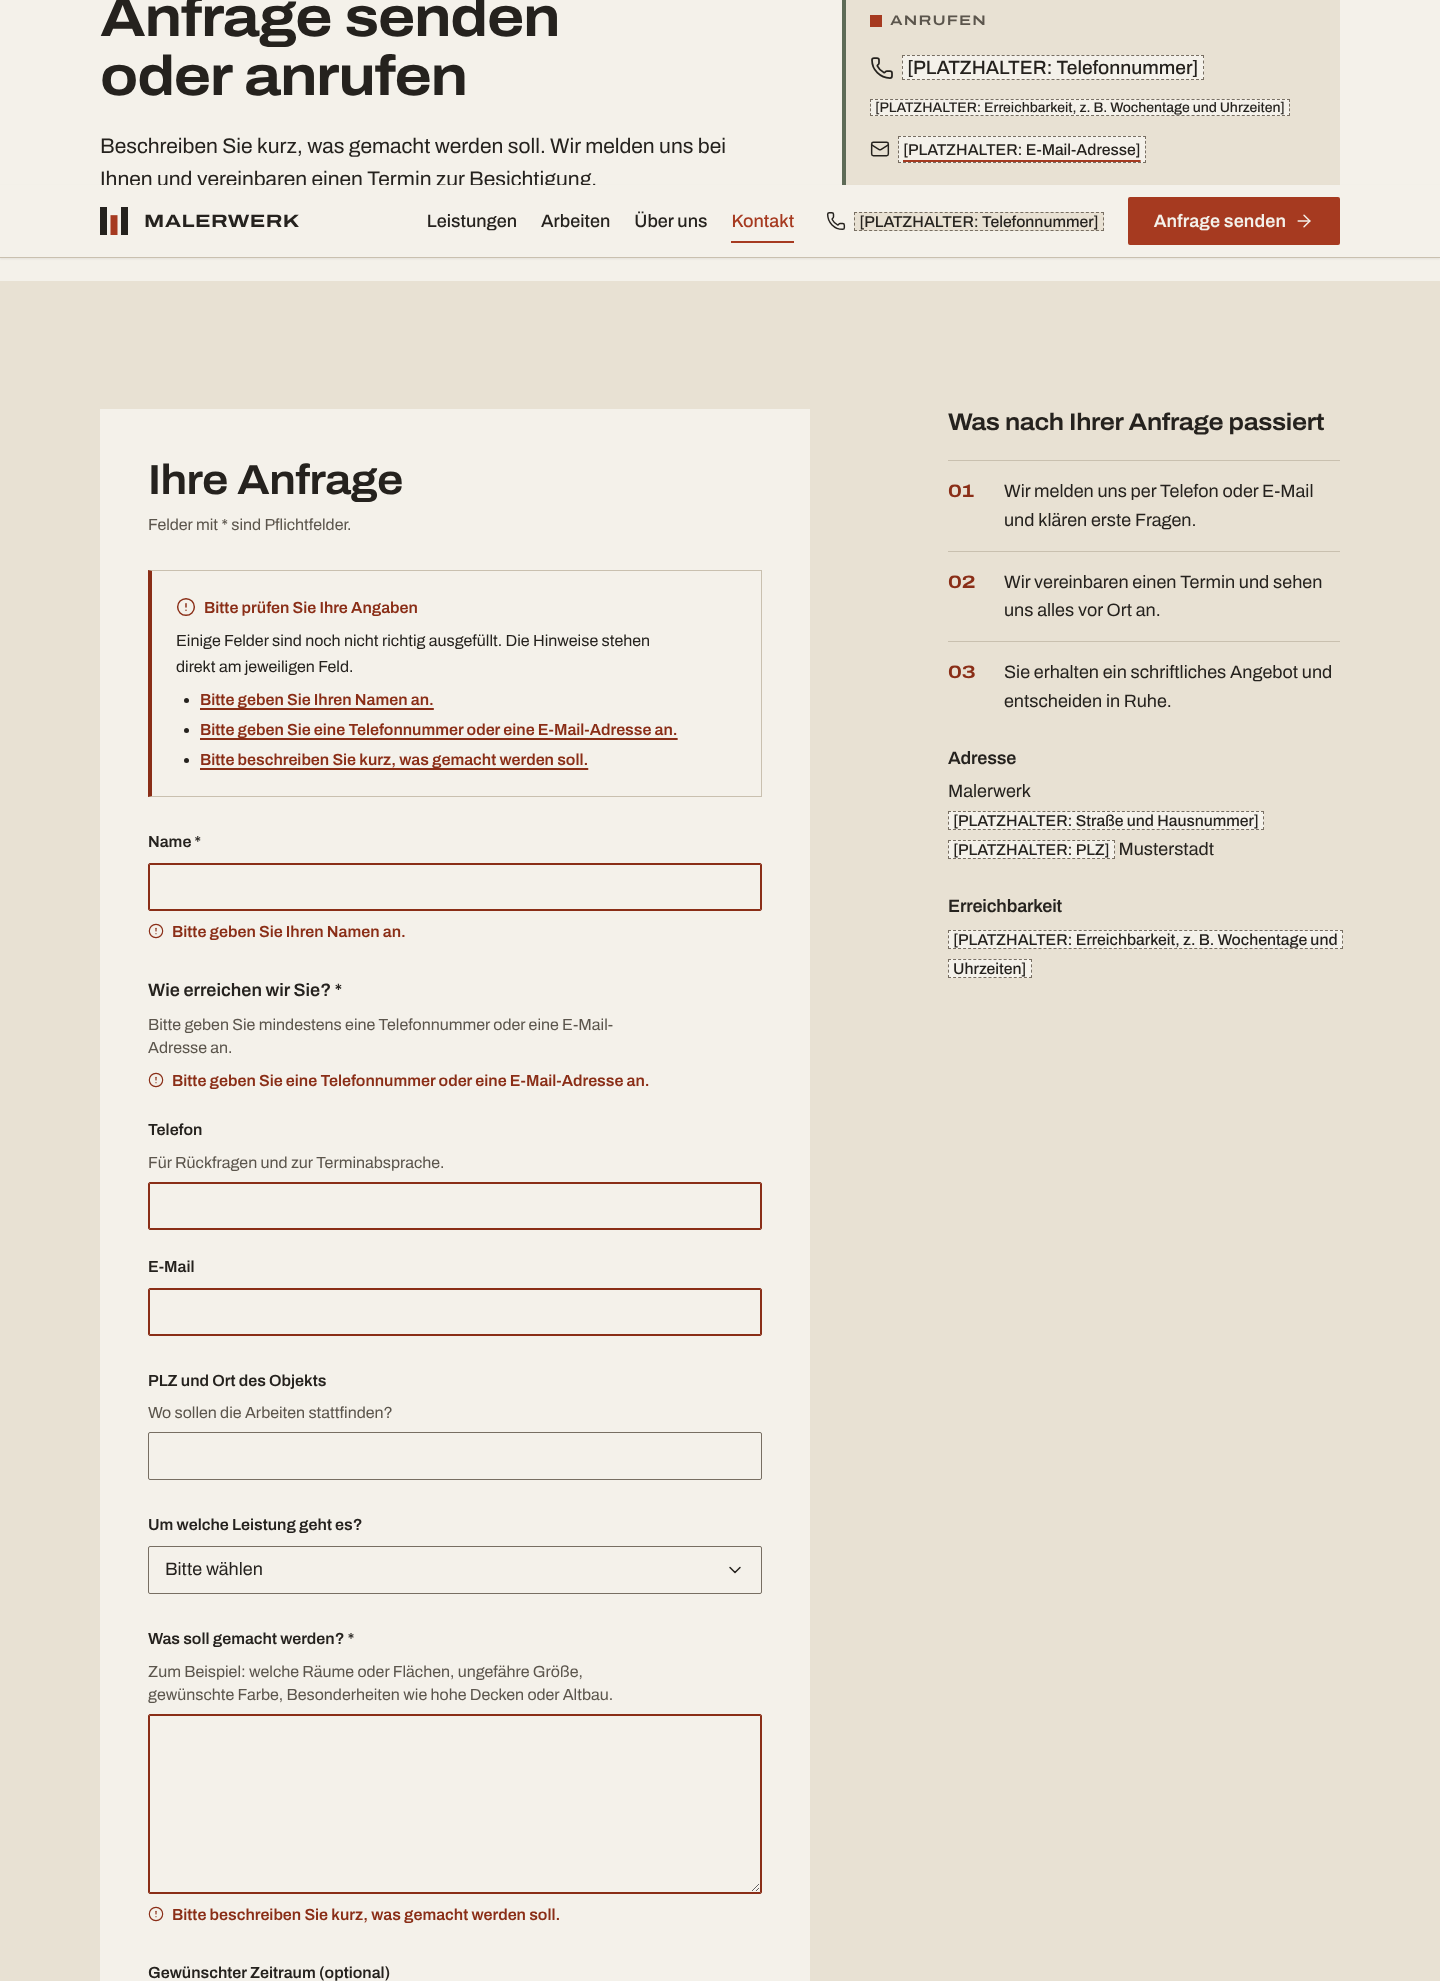 Anfrage senden
oder anrufen
Beschreiben Sie kurz, was gemacht werden soll. Wir melden uns bei
Ihnen und vereinbaren einen Termin zur Besichtigung.
ANRUFEN
[PLATZHALTER: Telefonnummer]
[PLATZHALTER: Erreichbarkeit, z. B. Wochentage und Uhrzeiten]
[PLATZHALTER: E-Mail-Adresse]
MALERWERK
Leistungen
Arbeiten
Über uns
Kontakt
[PLATZHALTER: Telefonnummer]
Anfrage senden
Ihre Anfrage
Felder mit * sind Pflichtfelder.
Bitte prüfen Sie Ihre Angaben
Einige Felder sind noch nicht richtig ausgefüllt. Die Hinweise stehen
direkt am jeweiligen Feld.
Bitte geben Sie Ihren Namen an.
Bitte geben Sie eine Telefonnummer oder eine E-Mail-Adresse an.
Bitte beschreiben Sie kurz, was gemacht werden soll.
Name *
Bitte geben Sie Ihren Namen an.
Wie erreichen wir Sie? *
Bitte geben Sie mindestens eine Telefonnummer oder eine E-Mail-
Adresse an.
Bitte geben Sie eine Telefonnummer oder eine E-Mail-Adresse an.
Telefon
Für Rückfragen und zur Terminabsprache.
E-Mail
PLZ und Ort des Objekts
Wo sollen die Arbeiten stattfinden?
Um welche Leistung geht es?
Bitte wählen
Was soll gemacht werden? *
Zum Beispiel: welche Räume oder Flächen, ungefähre Größe,
gewünschte Farbe, Besonderheiten wie hohe Decken oder Altbau.
Bitte beschreiben Sie kurz, was gemacht werden soll.
Gewünschter Zeitraum (optional)
Was nach Ihrer Anfrage passiert
01 Wir melden uns per Telefon oder E-Mail
und klären erste Fragen.
02 Wir vereinbaren einen Termin und sehen
uns alles vor Ort an.
03 Sie erhalten ein schriftliches Angebot und
entscheiden in Ruhe.
Adresse
Malerwerk
[PLATZHALTER: Straße und Hausnummer]
[PLATZHALTER: PLZ] Musterstadt
Erreichbarkeit
[PLATZHALTER: Erreichbarkeit, z. B. Wochentage und
Uhrzeiten]